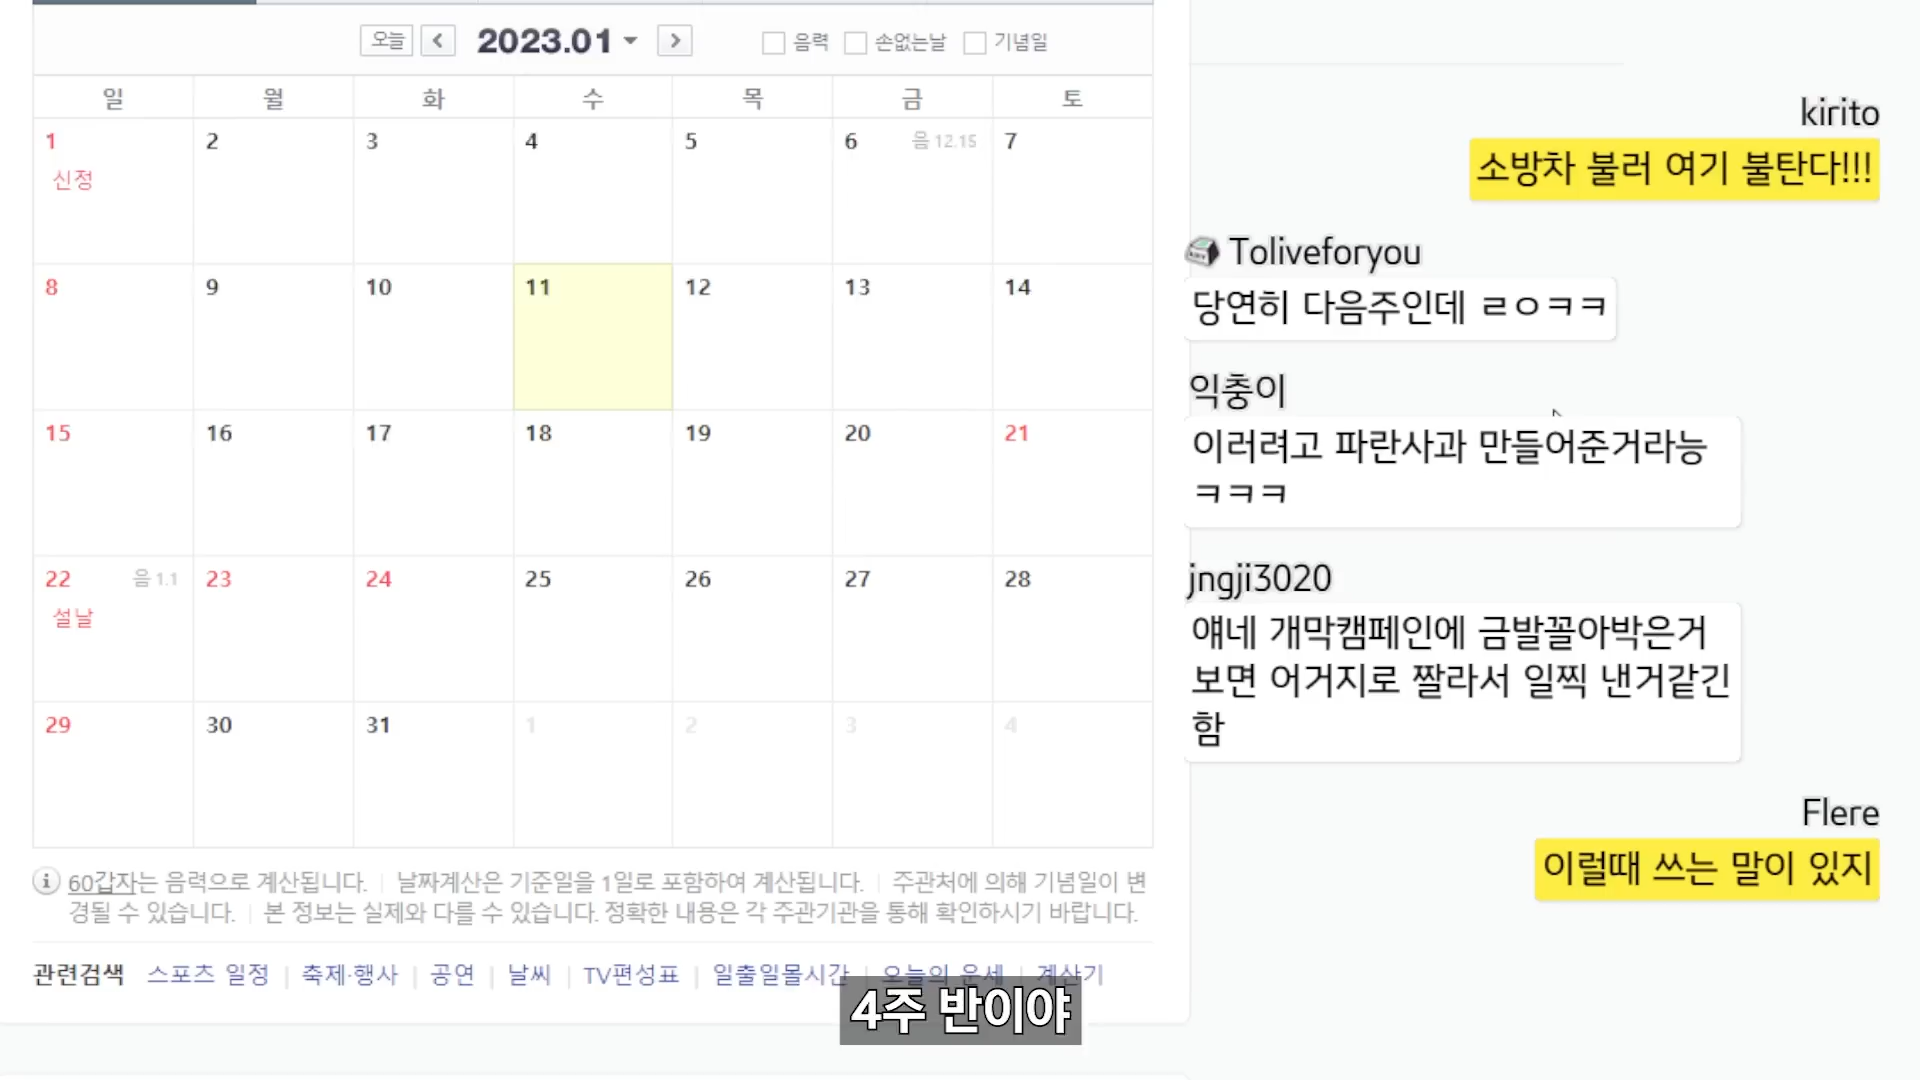 오늘
2023.01
음력
손없는날
기념일
일 월 화 수 목 금 토
1 2 3 4 5 6 음 12.15 7
신정
8 9 10 11 12 13 14
15 16 17 18 19 20 21
22 음 1.1 23 24 25 26 27 28
설날
29 30 31 1 2 3 4
60갑자는 음력으로 계산됩니다. | 날짜계산은 기준일을 1일로 포함하여 계산됩니다. | 주관처에 의해 기념일이 변
경될 수 있습니다. | 본 정보는 실제와 다를 수 있습니다. 정확한 내용은 각 주관기관을 통해 확인하시기 바랍니다.
관련검색 스포츠 일정 | 축제·행사 | 공연 | 날씨 | TV편성표 | 일출일몰시간 | 오늘의 운세 | 계산기
4주 반이야
kirito
소방차 불러 여기 불탄다!!!
Toliveforyou
당연히 다음주인데 ㄹㅇㅋㅋ
익충이
이러려고 파란사과 만들어준거라능
ㅋㅋㅋ
jngji3020
얘네 개막캠페인에 금발꼴아박은거
보면 어거지로 짤라서 일찍 낸거같긴
함
Flere
이럴때 쓰는 말이 있지